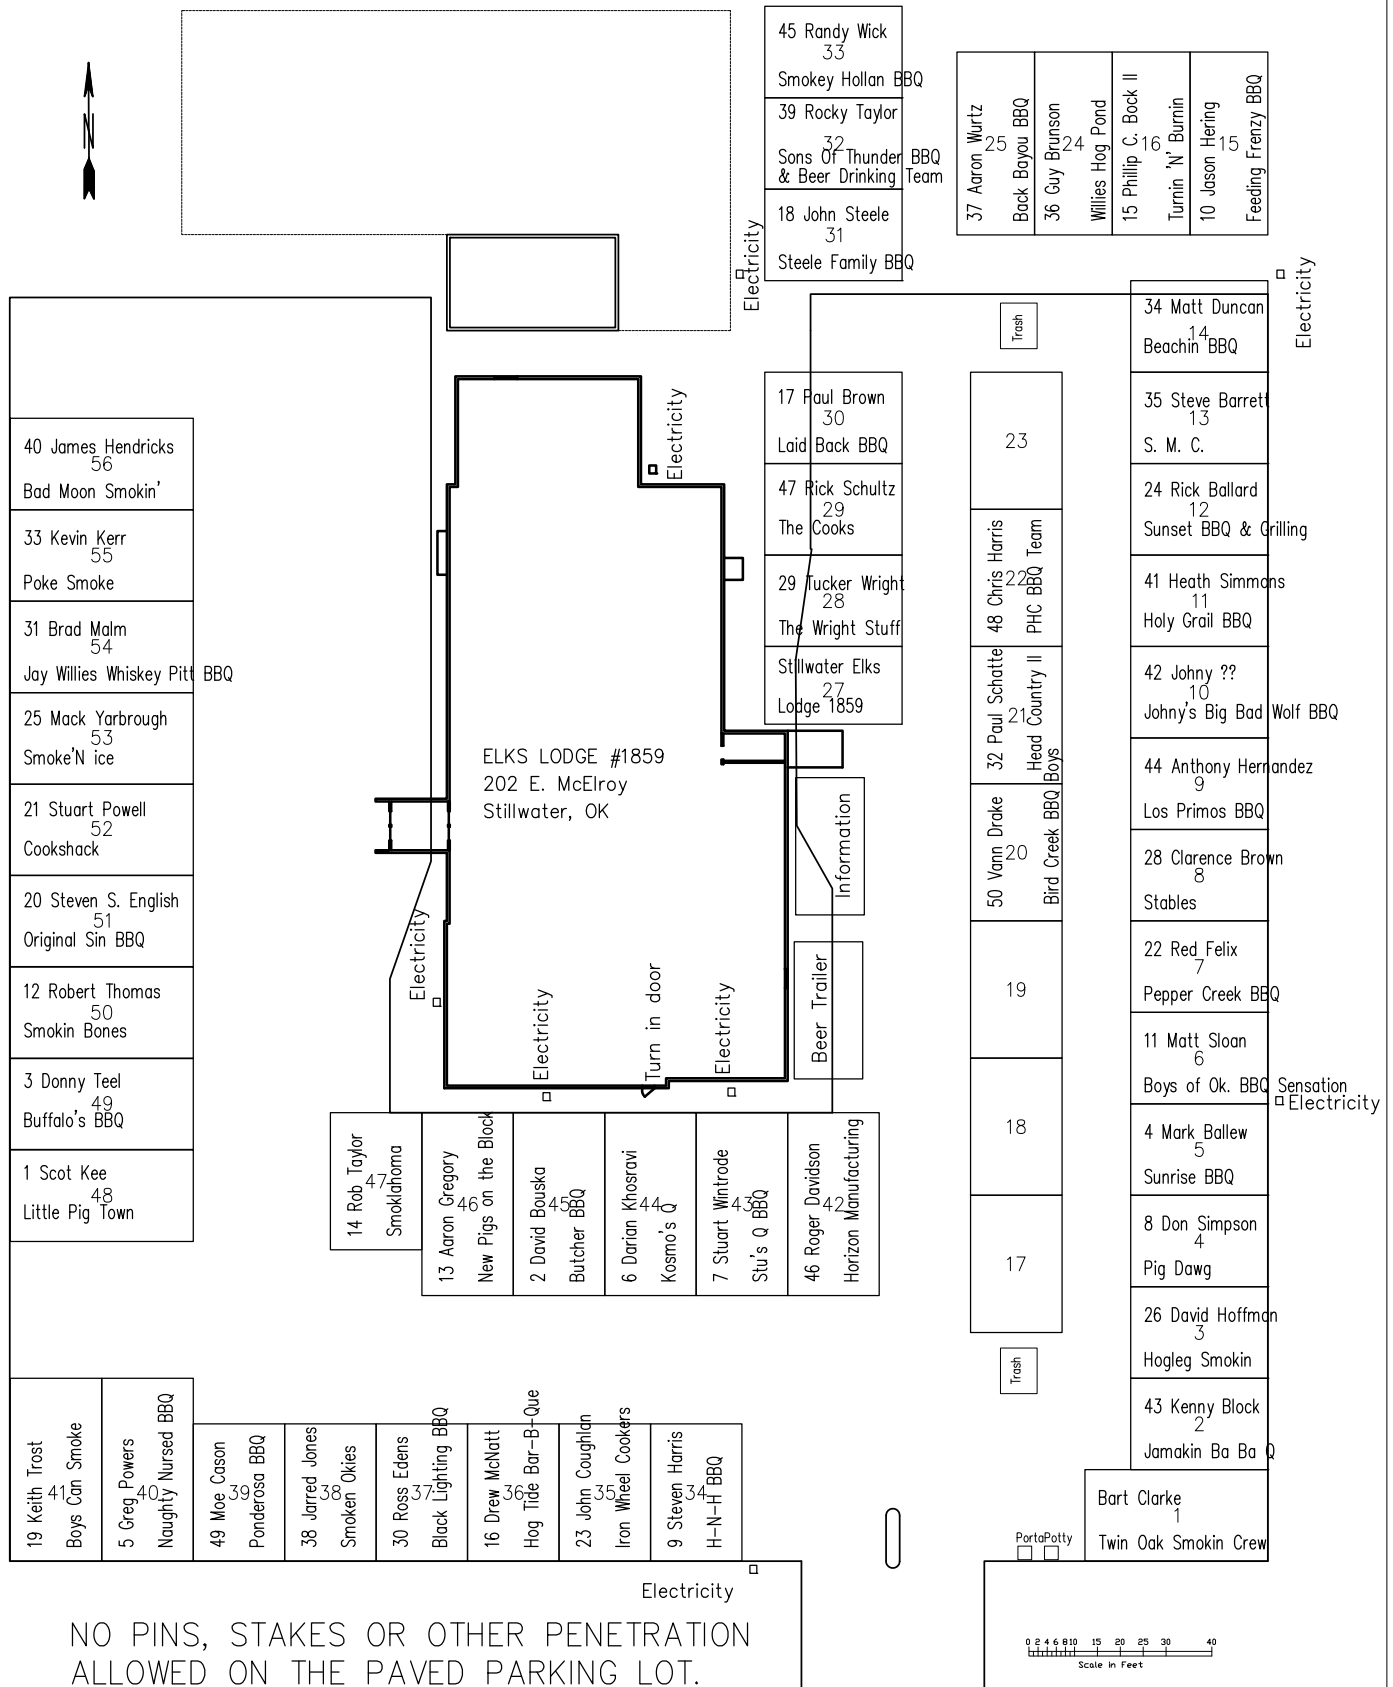 N
45 Randy Wick
33
Smokey Hollan BBQ
39 Rocky Taylor
32
Sons Of Thunder BBQ
& Beer Drinking Team
18 John Steele
31
Steele Family BBQ
Electricity
37 Aaron Wurtz
25
Back Bayou BBQ
36 Guy Brunson
24
Willies Hog Pond
15 Phillip C. Bock II
16
Turnin 'N' Burnin
10 Jason Hering
15
Feeding Frenzy BBQ
Electricity
Trash
34 Matt Duncan
14
Beachin BBQ
35 Steve Barrett
13
S. M. C.
24 Rick Ballard
12
Sunset BBQ & Grilling
41 Heath Simmons
11
Holy Grail BBQ
42 Johny ??
10
Johny's Big Bad Wolf BBQ
44 Anthony Hernandez
9
Los Primos BBQ
28 Clarence Brown
8
Stables
22 Red Felix
7
Pepper Creek BBQ
11 Matt Sloan
6
Boys of Ok. BBQ Sensation
Electricity
4 Mark Ballew
5
Sunrise BBQ
8 Don Simpson
4
Pig Dawg
26 David Hoffman
3
Hogleg Smokin
43 Kenny Block
2
Jamakin Ba Ba Q
Bart Clarke
1
Twin Oak Smokin Crew
PortaPotty
23
48 Chris Harris
22
PHC BBQ Team
32 Paul Schatte
21
Head Country II
50 Vann Drake
20
Bird Creek BBQ Boys
19
18
17
Trash
17 Paul Brown
30
Laid Back BBQ
47 Rick Schultz
29
The Cooks
29 Tucker Wright
28
The Wright Stuff
Stillwater Elks
27
Lodge 1859
Information
Beer Trailer
Electricity
ELKS LODGE #1859
202 E. McElroy
Stillwater, OK
Electricity
Electricity
Turn in door
Electricity
40 James Hendricks
56
Bad Moon Smokin'
33 Kevin Kerr
55
Poke Smoke
31 Brad Malm
54
Jay Willies Whiskey Pitt BBQ
25 Mack Yarbrough
53
Smoke'N ice
21 Stuart Powell
52
Cookshack
20 Steven S. English
51
Original Sin BBQ
12 Robert Thomas
50
Smokin Bones
3 Donny Teel
49
Buffalo's BBQ
1 Scot Kee
48
Little Pig Town
14 Rob Taylor
47
Smoklahoma
13 Aaron Gregory
46
New Pigs on the Block
2 David Bouska
45
Butcher BBQ
6 Darian Khosravi
44
Kosmo's Q
7 Stuart Wintrode
43
Stu's Q BBQ
46 Roger Davidson
42
Horizon Manufacturing
19 Keith Trost
41
Boys Can Smoke
5 Greg Powers
40
Naughty Nursed BBQ
49 Moe Cason
39
Ponderosa BBQ
38 Jarred Jones
38
Smoken Okies
30 Ross Edens
37
Black Lighting BBQ
16 Drew McNatt
36
Hog Tide Bar-B-Que
23 John Coughlan
35
Iron Wheel Cookers
9 Steven Harris
34
H-N-H BBQ
Electricity
NO PINS, STAKES OR OTHER PENETRATION
ALLOWED ON THE PAVED PARKING LOT.
0 2 4 6 8 10 15 20 25 30 40
Scale in Feet